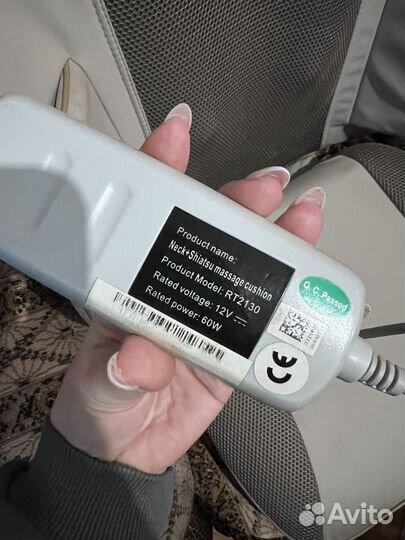 Product name:
Neck+Shiatsu massage cushion
Product Model: RT2130
Rated voltage: 12V
Rated power: 60W
Q.C. Passed
CE
Avito